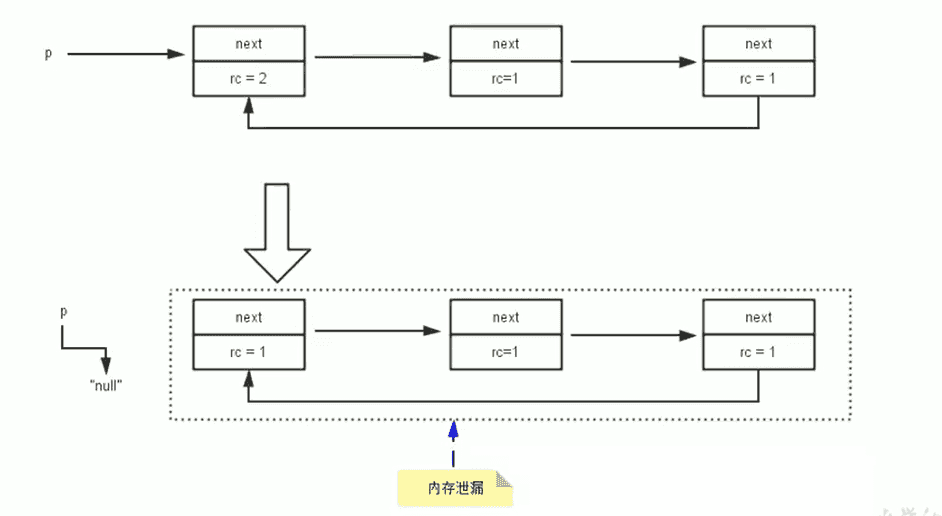 p
next
next
next
rc = 2
rc=1
rc = 1
p
next
next
next
rc = 1
rc=1
rc = 1
"null"
内存泄漏